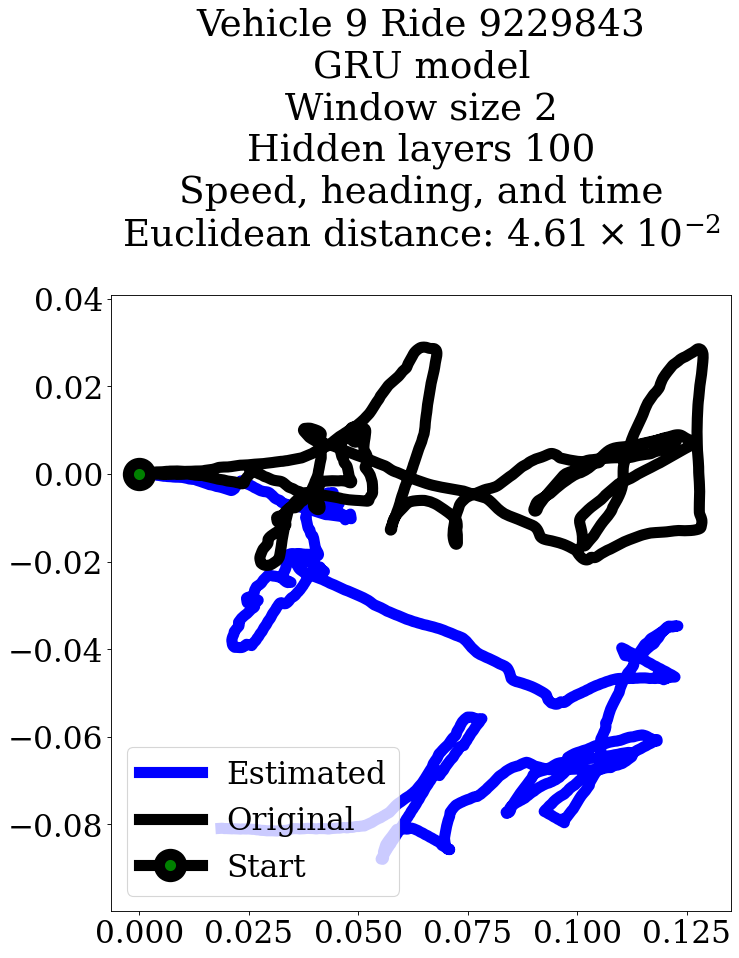 Vehicle 9 Ride 9229843
GRU model
Window size 2
Hidden layers 100
Speed, heading, and time
Euclidean distance: 4.61 × 10⁻²
0.04
0.02
0.00
−0.02
−0.04
−0.06
−0.08
Estimated
Original
Start
0.000 0.025 0.050 0.075 0.100 0.125